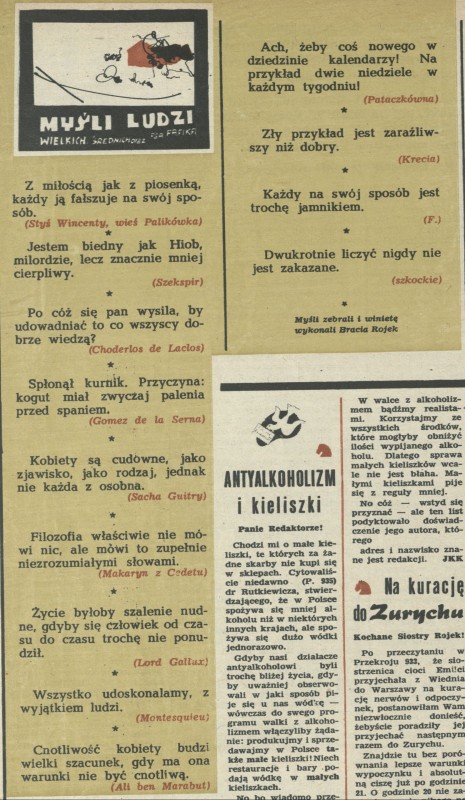 MYŚLI LUDZI
WIELKICH, ŚREDNICH ORAZ PSA FAFIKA
Z miłością jak z piosenką,
każdy ją fałszuje na swój spo-
sób.
(Styś Wincenty, wieś Palikówka)
*
Jestem biedny jak Hiob,
milordzie, lecz znacznie mniej
cierpliwy.
(Szekspir)
*
Po cóż się pan wysila, by
udowadniać to co wszyscy do-
brze wiedzą?
(Choderlos de Laclos)
*
Spłonął kurnik. Przyczyna:
kogut miał zwyczaj palenia
przed spaniem.
(Gomez de la Serna)
*
Kobiety są cudowne, jako
zjawisko, jako rodzaj, jednak
nie każda z osobna.
(Sacha Guitry)
*
Filozofia właściwie nie mó-
wi nic, ale mówi to zupełnie
niezrozumiałymi słowami.
(Makaryn z Cedetu)
*
Życie byłoby szalenie nud-
ne, gdyby się człowiek od cza-
su do czasu trochę nie ponu-
dził.
(Lord Gallux)
*
Wszystko udoskonalamy, z
wyjątkiem ludzi.
(Montesquieu)
*
Cnotliwość kobiety budzi
wielki szacunek, gdy ma ona
warunki nie być cnotliwą.
(Ali ben Marabut)
Ach, żeby coś nowego w
dziedzinie kalendarzy! Na
przykład dwie niedziele w
każdym tygodniu!
(Pataczkówna)
*
Zły przykład jest zaraźliw-
szy niż dobry.
(Krecia)
*
Każdy na swój sposób jest
trochę jamnikiem.
(F.)
*
Dwukrotnie liczyć nigdy nie
jest zakazane.
(szkockie)
*
Myśli zebrali i winietę
wykonali Bracia Rojek
ANTYALKOHOLIZM
i kieliszki
Panie Redaktorze!
Chodzi mi o małe kie-
liszki, te których za ża-
dne skarby nie kupi się
w sklepach. Cytowaliś-
cie niedawno (P. 935)
dr Rutkiewicza, stwier-
dzającego, że w Polsce
spożywa się mniej al-
koholu niż w niektórych
innych krajach, ale spo-
żywa się dużo wódki
jednorazowo.
Gdyby nasi działacze
antyalkoholowi byli
trochę bliżej życia, gdy-
by uważniej obserwo-
wali w jaki sposób pi-
je się u nas wódkę —
wówczas do swego pro-
gramu walki z alkoho-
lizmem włączyliby żąda-
nie: produkujmy i sprze-
dawajmy w Polsce ta-
kże małe kieliszki! Niech
restauracje i bary po-
dają wódkę w małych
kieliszkach.
No bo wiadomo prze-
W walce z alkoholiz-
mem bądźmy realista-
mi. Korzystajmy ze
wszystkich środków,
które mogłyby obniżyć
ilości wypijanego alko-
holu. Dlatego sprawa
małych kieliszków wca-
le nie jest błaha. Ma-
łymi kieliszkami pije
się z reguły mniej.
No cóż — wstyd się
przyznać — ale ten list
podyktowało doświad-
czenie jego autora, któ-
rego
adres i nazwisko zna-
ne jest redakcji. JKK
Na kurację
do Zurychu
Kochane Siostry Rojek!
Po przeczytaniu w
Przekroju 932, że sio-
strzenica cioci Emilci
przyjechała z Wiednia
do Warszawy na kura-
cję nerwów i odpoczy-
nek, postanowiłam Wam
niezwłocznie donieść,
żebyście poradziły jej
przyjechać następnym
razem do Zurychu.
Znajdzie tu bez poró-
wnania lepsze warunki
wypoczynku i absolut-
ną ciszę już po godzinie
21. O godzinie 20 nie za-